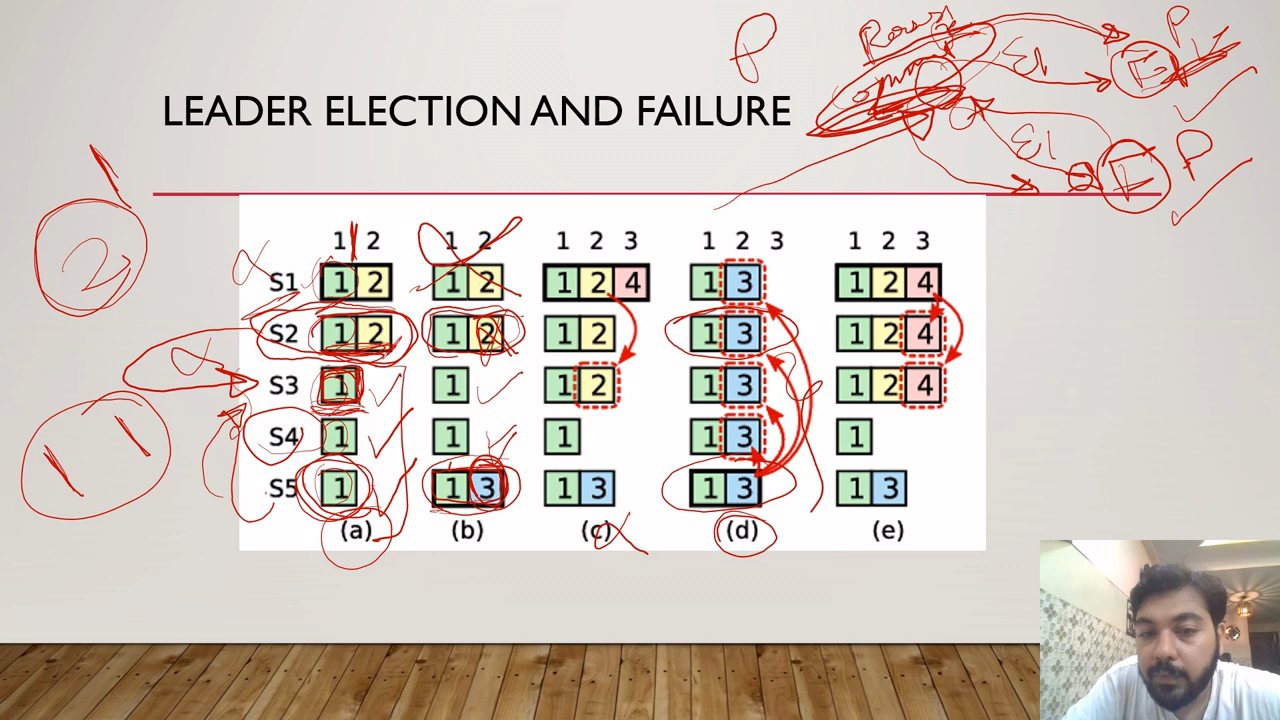 LEADER ELECTION AND FAILURE
1 2 1 2 1 2 3 1 2 3 1 2 3
S1 1 2 1 2 1 2 4 1 3 1 2 4
S2 1 2 1 2 1 2 1 3 1 2 4
S3 1 1 1 2 1 3 1 2 4
S4 1 1 1 1 3 1
S5 1 1 3 1 3 1 3 1 3
(a) (b) (c) (d) (e)
P
P
P
2